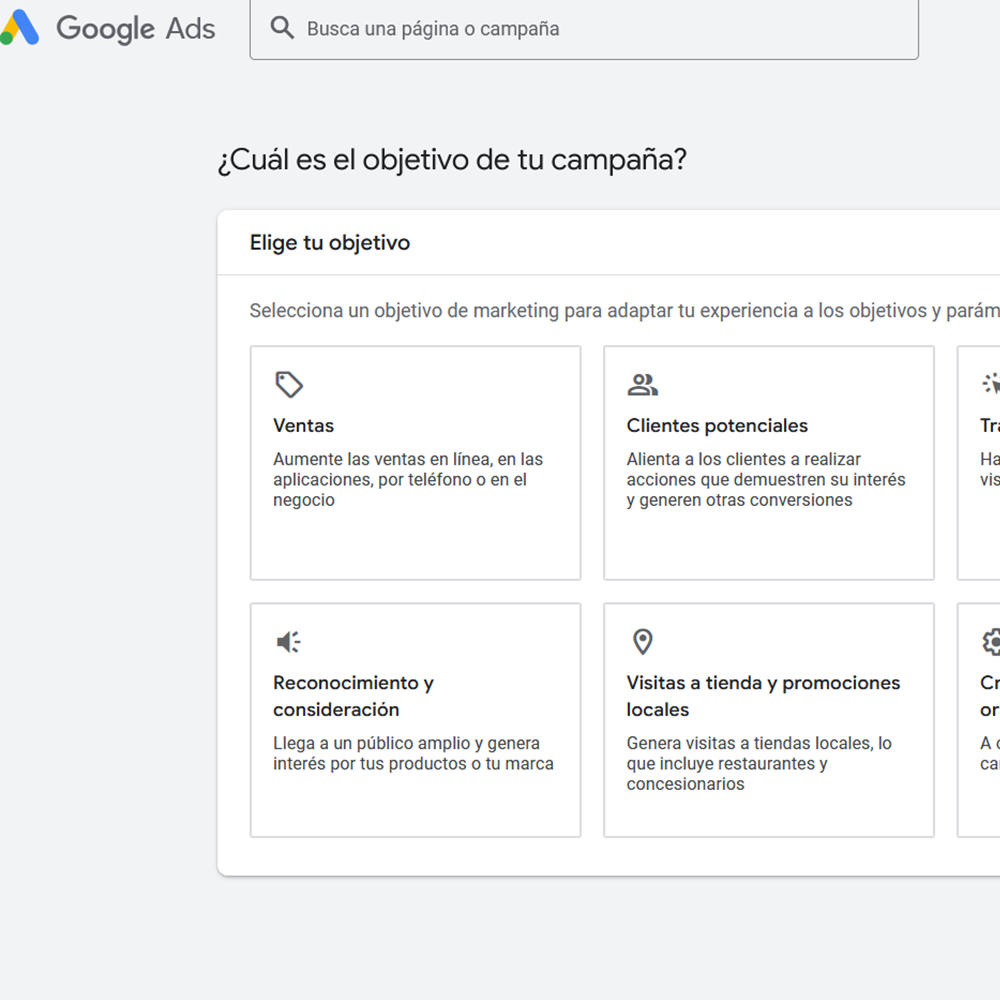 Google Ads
Busca una página o campaña
¿Cuál es el objetivo de tu campaña?
Elige tu objetivo
Selecciona un objetivo de marketing para adaptar tu experiencia a los objetivos y parám
Ventas
Aumente las ventas en línea, en las
aplicaciones, por teléfono o en el
negocio
Clientes potenciales
Alienta a los clientes a realizar
acciones que demuestren su interés
y generen otras conversiones
Tra
Ha
vis
Reconocimiento y
consideración
Llega a un público amplio y genera
interés por tus productos o tu marca
Visitas a tienda y promociones
locales
Genera visitas a tiendas locales, lo
que incluye restaurantes y
concesionarios
Cr
or
A
ca